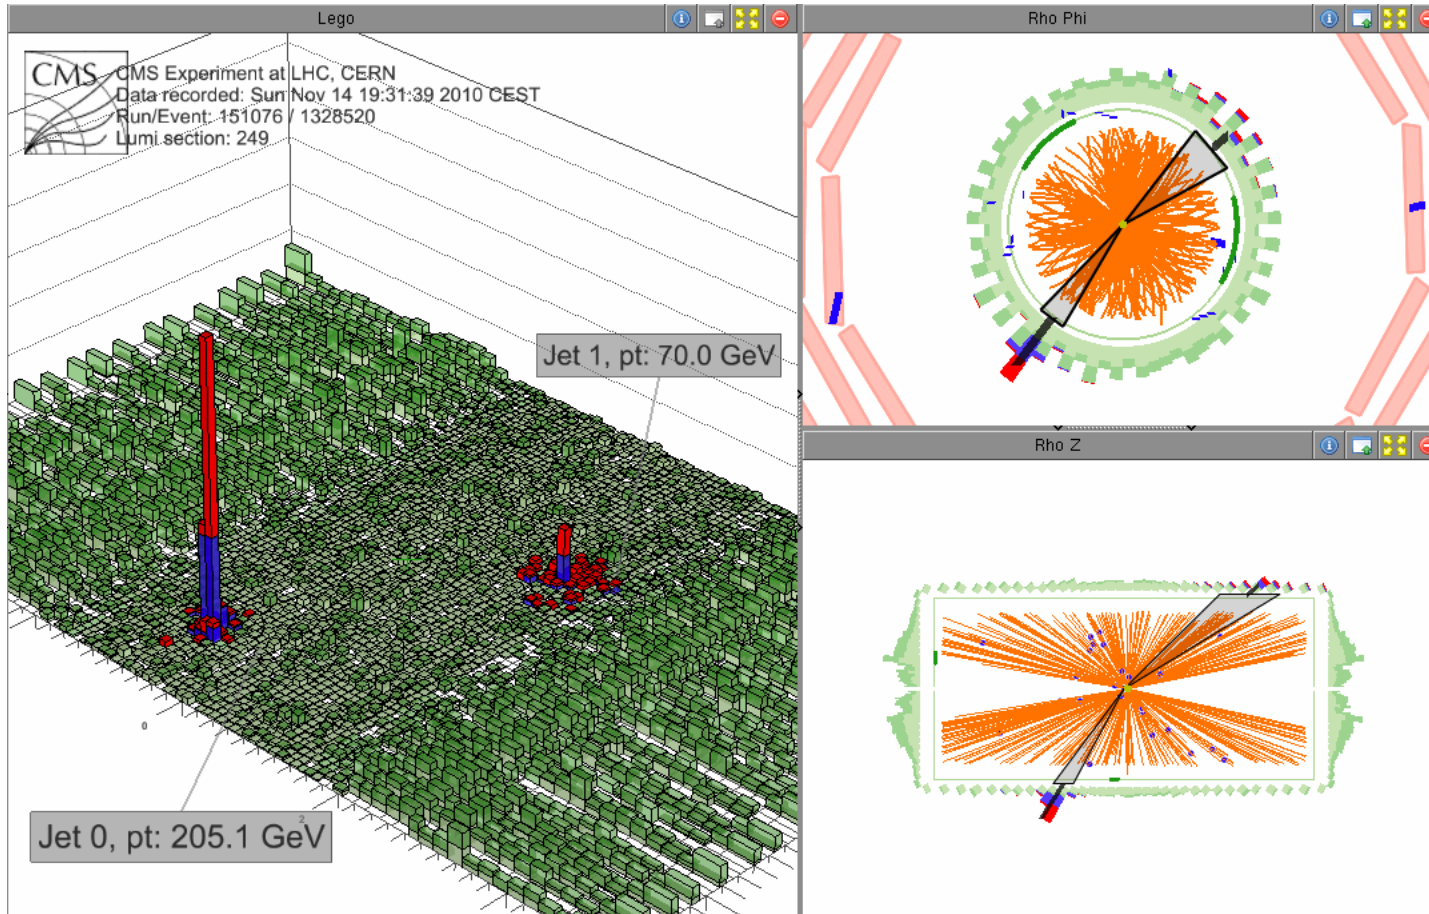 Lego
Rho Phi
CMS
CMS Experiment at LHC, CERN
Data recorded: Sun Nov 14 19:31:39 2010 CEST
Run/Event: 151076 / 1328520
Lumi section: 249
Jet 1, pt: 70.0 GeV
Rho Z
0
2
Jet 0, pt: 205.1 GeV